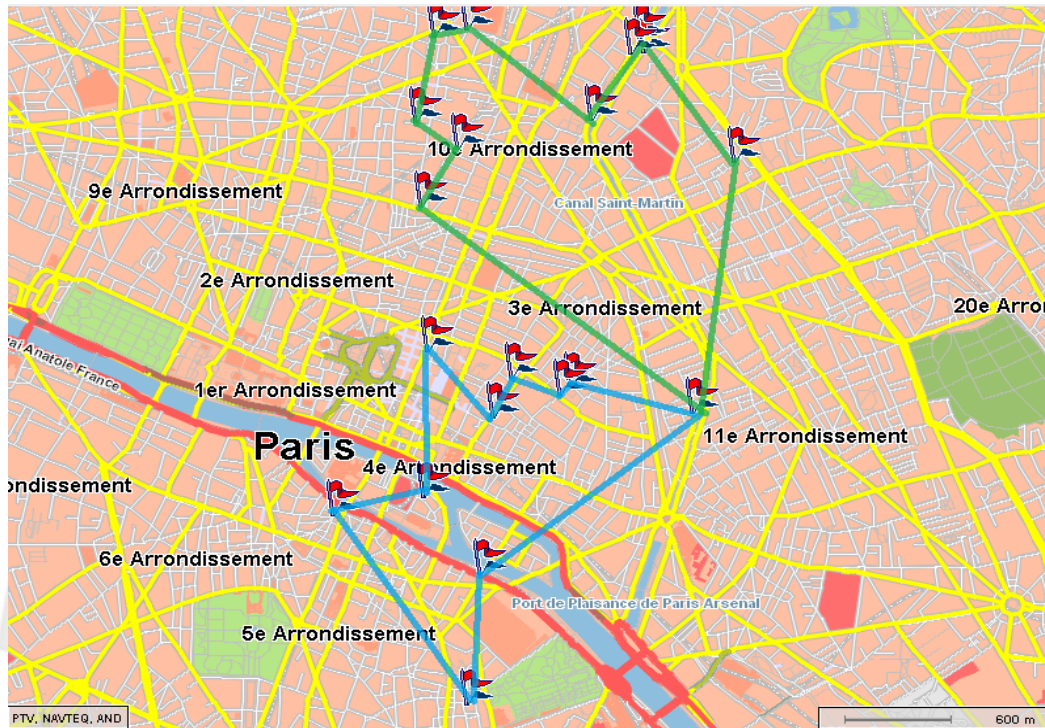 10e Arrondissement
9e Arrondissement
Canal Saint-Martin
2e Arrondissement
3e Arrondissement
20e Arron
ai Anatole France
1er Arrondissement
11e Arrondissement
Paris
4e Arrondissement
ondissement
6e Arrondissement
Port de Plaisance de Paris Arsenal
5e Arrondissement
PTV, NAVTEQ, AND
600 m